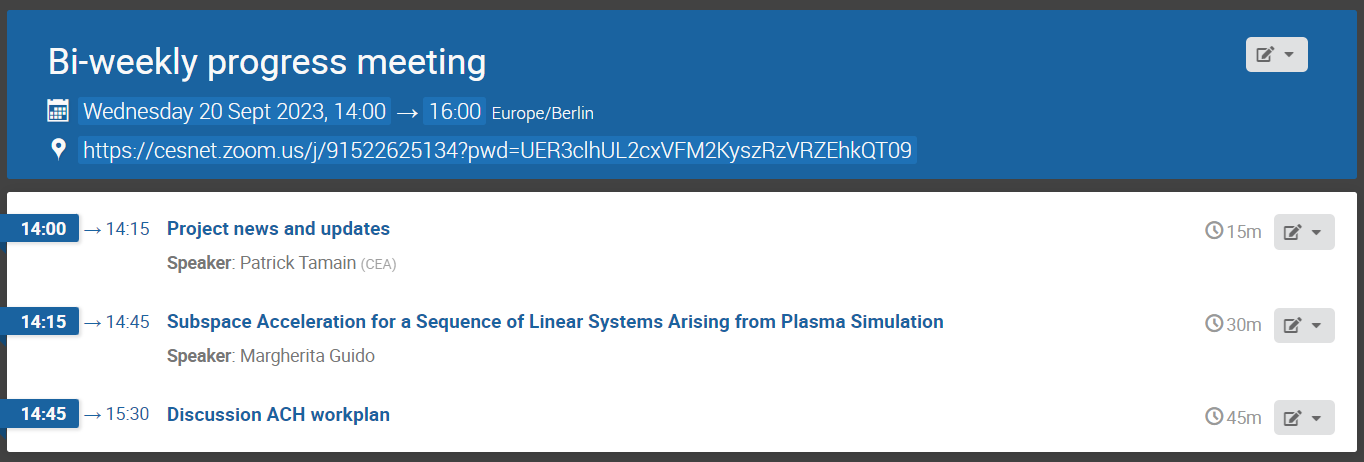 Bi-weekly progress meeting
Wednesday 20 Sept 2023, 14:00 → 16:00 Europe/Berlin
https://cesnet.zoom.us/j/91522625134?pwd=UER3clhUL2cxVFM2KyszRzVRZEhkQT09
14:00 → 14:15 Project news and updates 15m
Speaker: Patrick Tamain (CEA)
14:15 → 14:45 Subspace Acceleration for a Sequence of Linear Systems Arising from Plasma Simulation 30m
Speaker: Margherita Guido
14:45 → 15:30 Discussion ACH workplan 45m